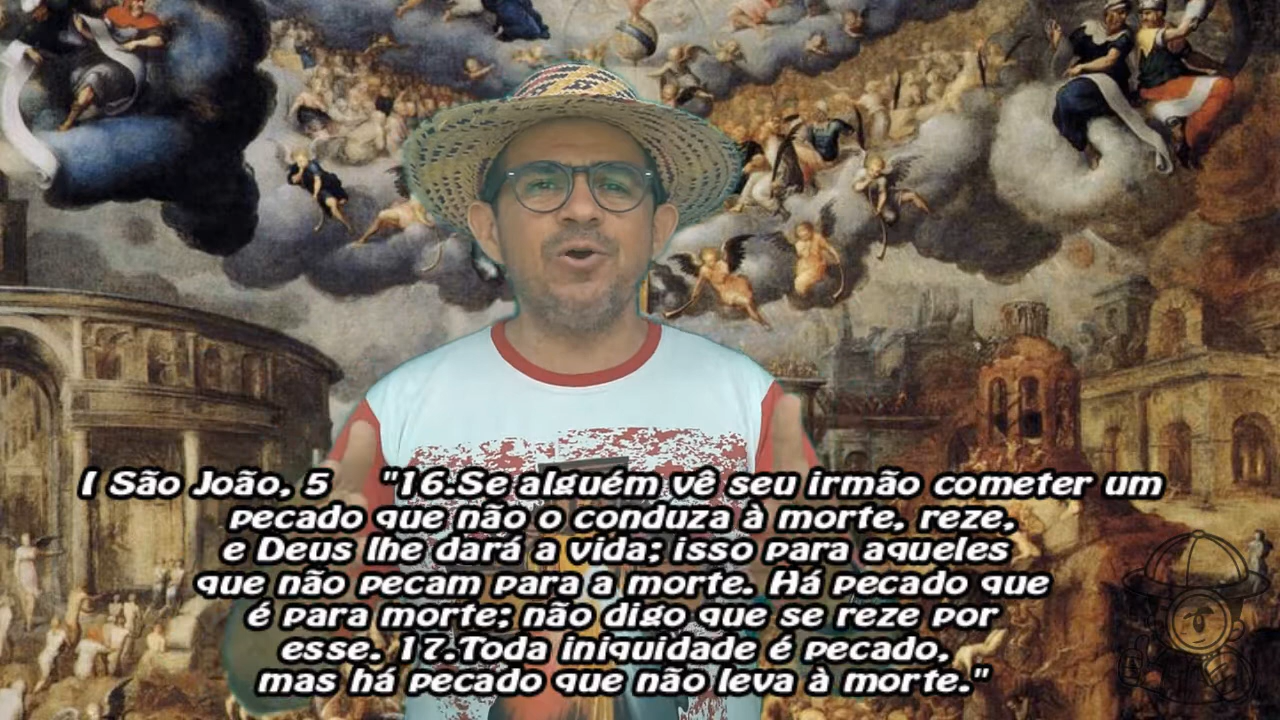 I São João, 5 "16.Se alguém vê seu irmão cometer um
pecado que não o conduza à morte, reze,
e Deus lhe dará a vida; isso para aqueles
que não pecam para a morte. Há pecado que
é para morte; não digo que se reze por
esse. 17.Toda iniquidade é pecado,
mas há pecado que não leva à morte."